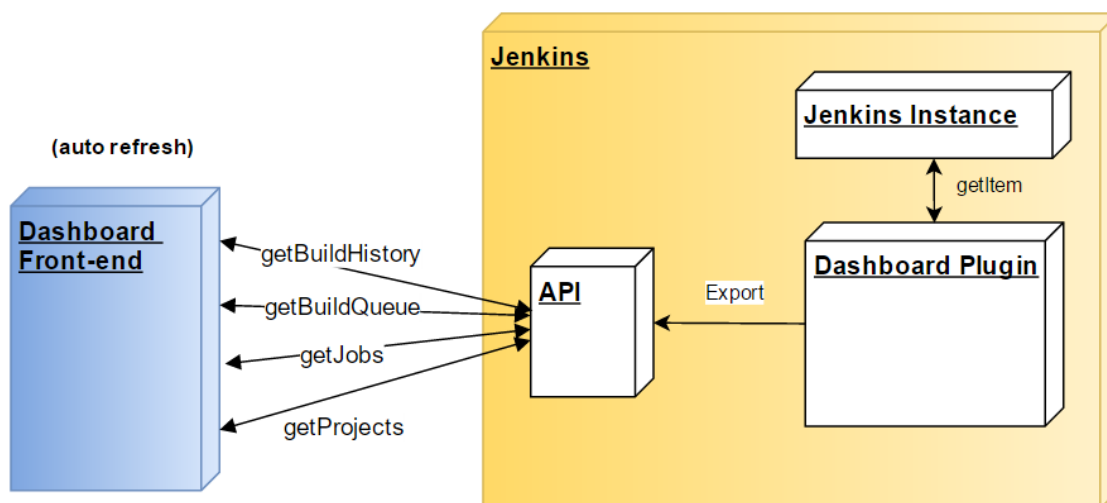 Jenkins
Jenkins Instance
(auto refresh)
getItem
Dashboard
Front-end
getBuildHistory
Dashboard Plugin
API
Export
getBuildQueue
getJobs
getProjects